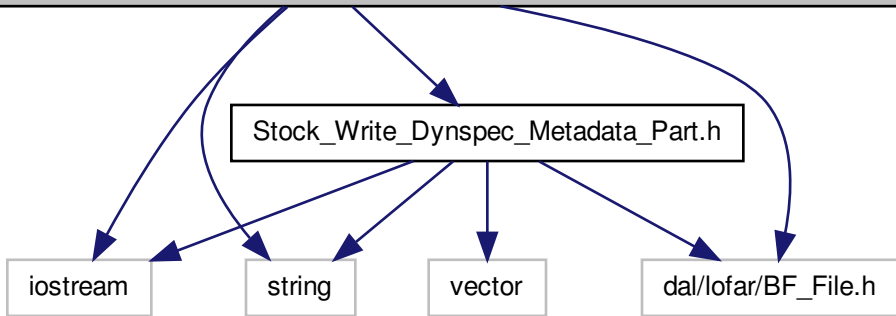 Stock_Write_Dynspec_Metadata_Part.h
iostream
string
vector
dal/lofar/BF_File.h